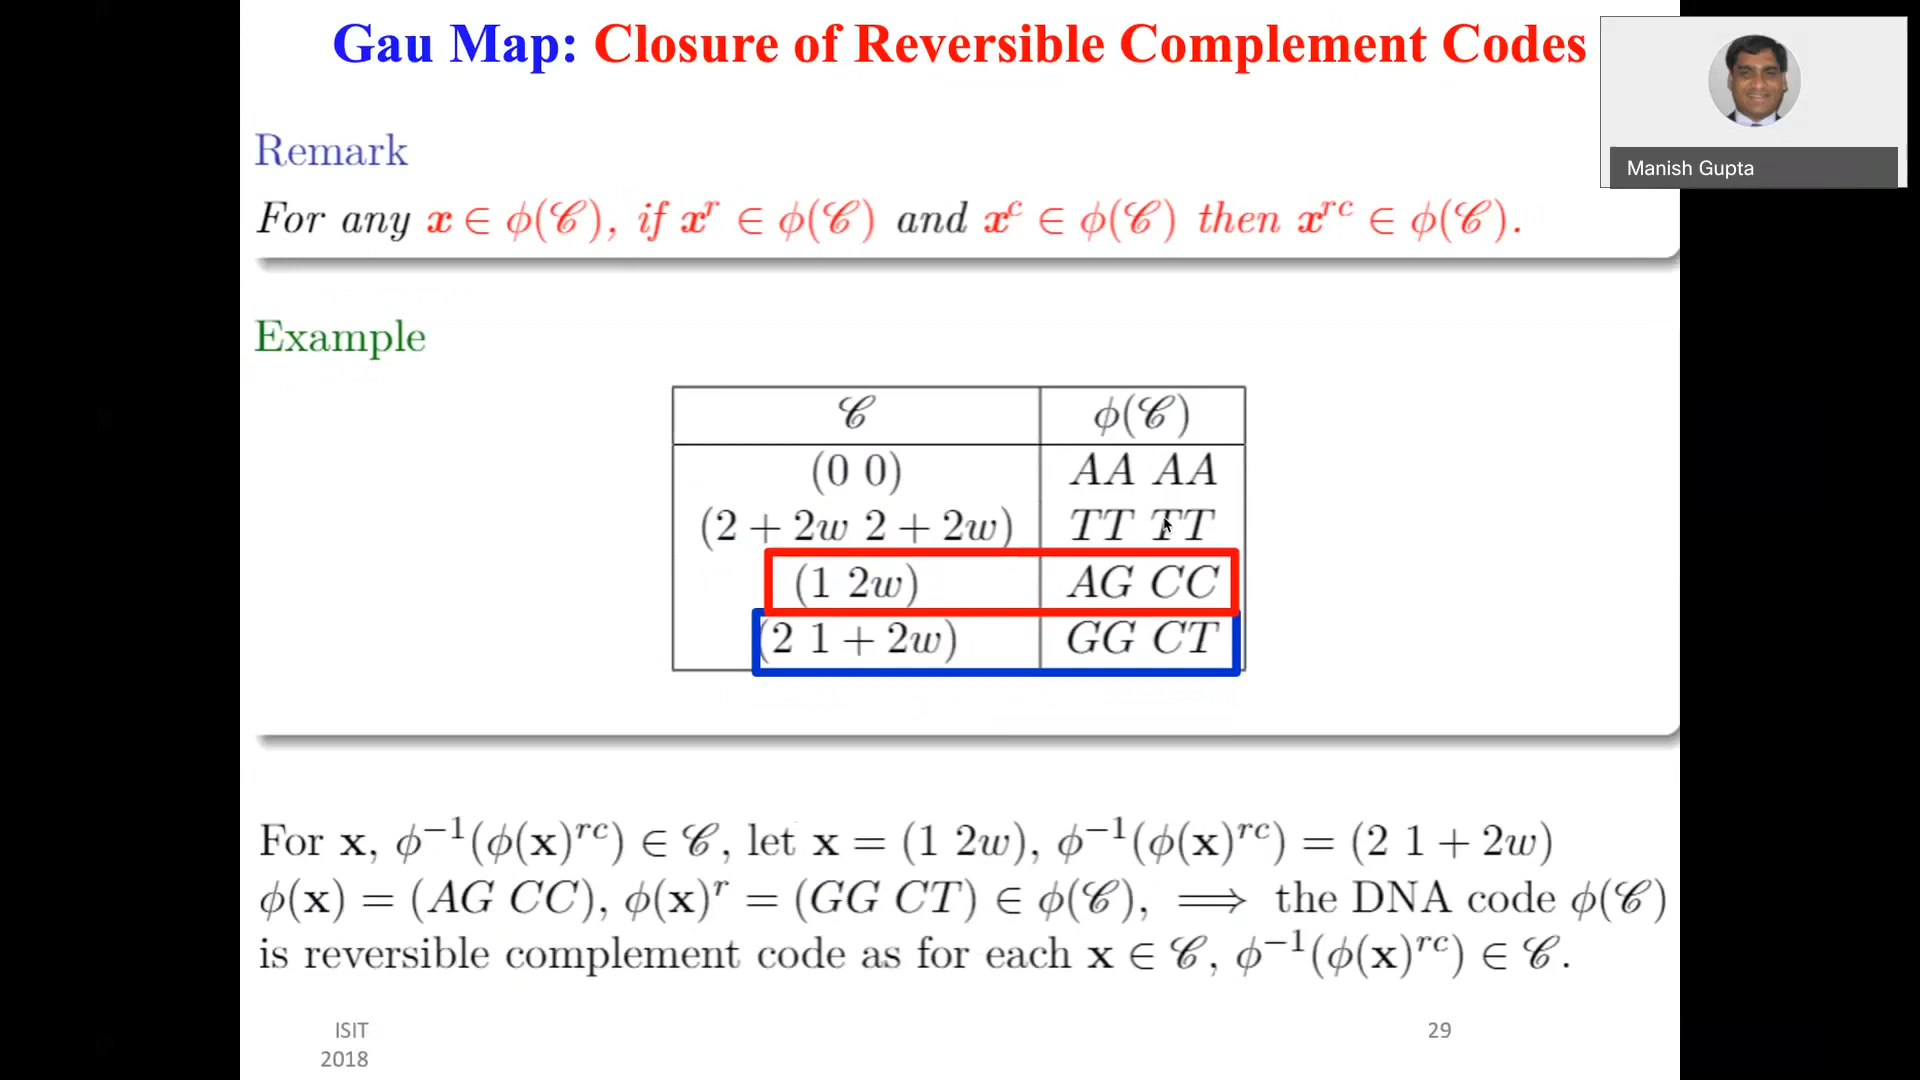 Gau Map: Closure of Reversible Complement Codes
Manish Gupta
Remark
For any x ∈ ϕ(𝒞), if xʳ ∈ ϕ(𝒞) and xᶜ ∈ ϕ(𝒞) then xʳᶜ ∈ ϕ(𝒞).
Example
𝒞 ϕ(𝒞)
(0 0) AA AA
(2 + 2w 2 + 2w) TT TT
(1 2w) AG CC
(2 1 + 2w) GG CT
For x, ϕ⁻¹(ϕ(x)ʳᶜ) ∈ 𝒞, let x = (1 2w), ϕ⁻¹(ϕ(x)ʳᶜ) = (2 1 + 2w)
ϕ(x) = (AG CC), ϕ(x)ʳ = (GG CT) ∈ ϕ(𝒞), ⟹ the DNA code ϕ(𝒞)
is reversible complement code as for each x ∈ 𝒞, ϕ⁻¹(ϕ(x)ʳᶜ) ∈ 𝒞.
ISIT
2018
29